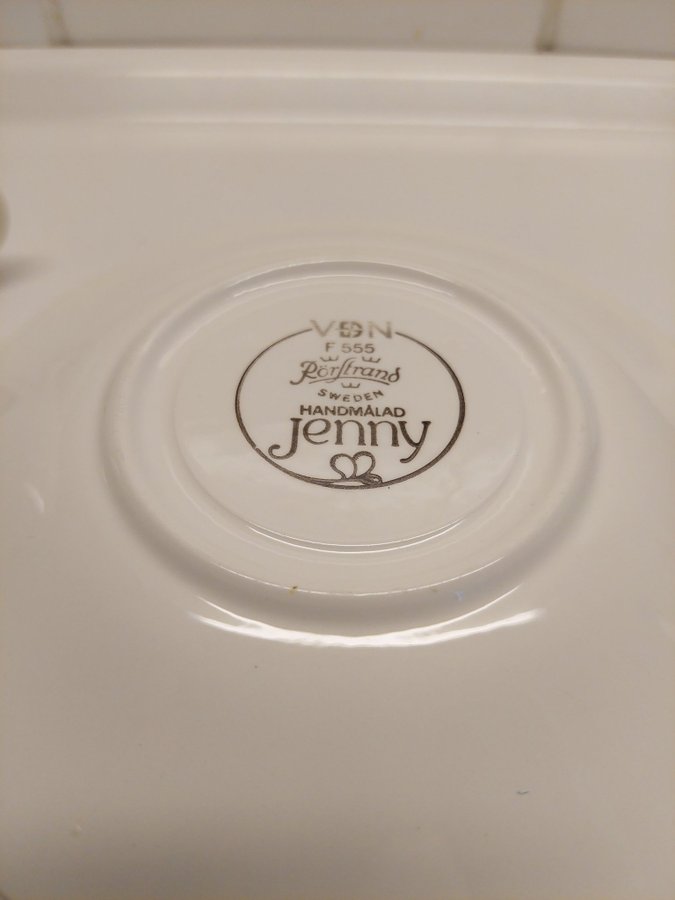 VDN
F 555
Rörstrand
SWEDEN
HANDMÅLAD
Jenny